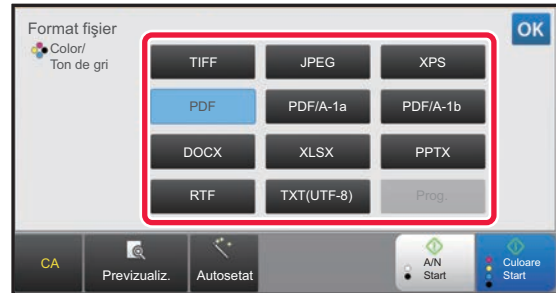 Format fișier
OK
Color/
Ton de gri
TIFF
JPEG
XPS
PDF
PDF/A-1a
PDF/A-1b
DOCX
XLSX
PPTX
RTF
TXT(UTF-8)
Prog.
CA
Previzualiz.
Autosetat
A/N
Start
Culoare
Start